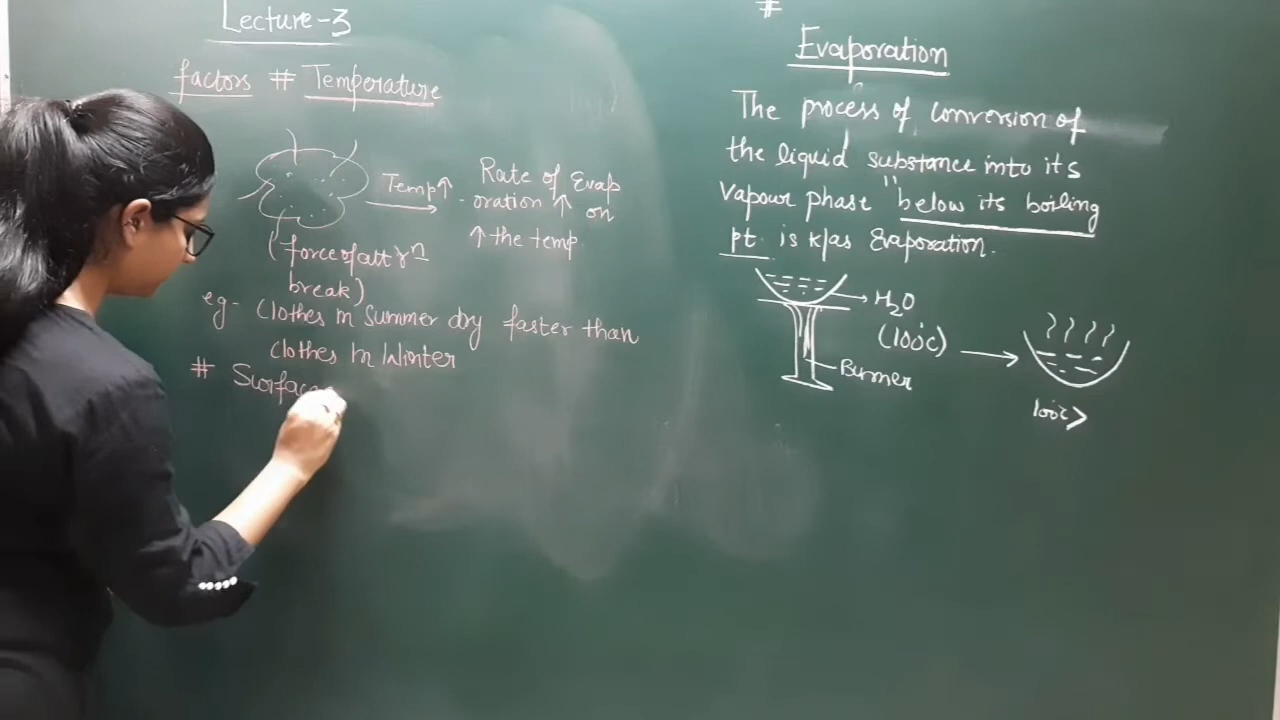 Lecture-3
factors # Temperature
Temp↑
Rate of Evap
oration ↑ on
↑ the temp
(force of attrn
break)
eg- Clothes in summer dry faster than
clothes in Winter
# Surface
#
Evaporation
The process of conversion of
the liquid substance into its
vapour phase "below its boiling
pt. is k/as Evaporation.
H2O
(100°c)
Burner
100°c>